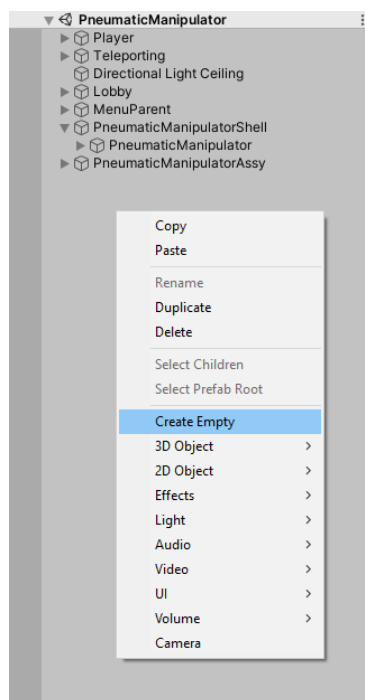 PneumaticManipulator
Player
Teleporting
Directional Light Ceiling
Lobby
MenuParent
PneumaticManipulatorShell
PneumaticManipulator
PneumaticManipulatorAssy
Copy
Paste
Rename
Duplicate
Delete
Select Children
Select Prefab Root
Create Empty
3D Object
2D Object
Effects
Light
Audio
Video
UI
Volume
Camera